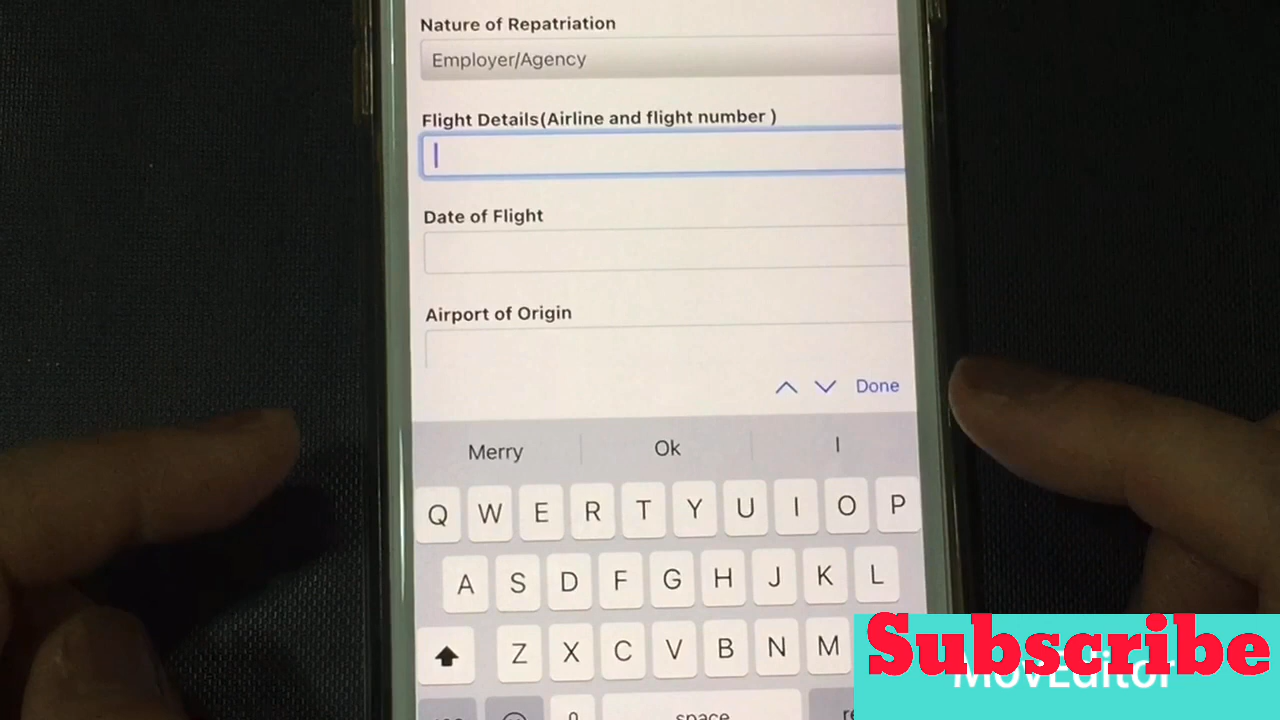 Nature of Repatriation
Employer/Agency
Flight Details(Airline and flight number )
Date of Flight
Airport of Origin
Done
Merry Ok I
Q W E R T Y U I O P
A S D F G H J K L
Z X C V B N M
space
Subscribe
MovEditor